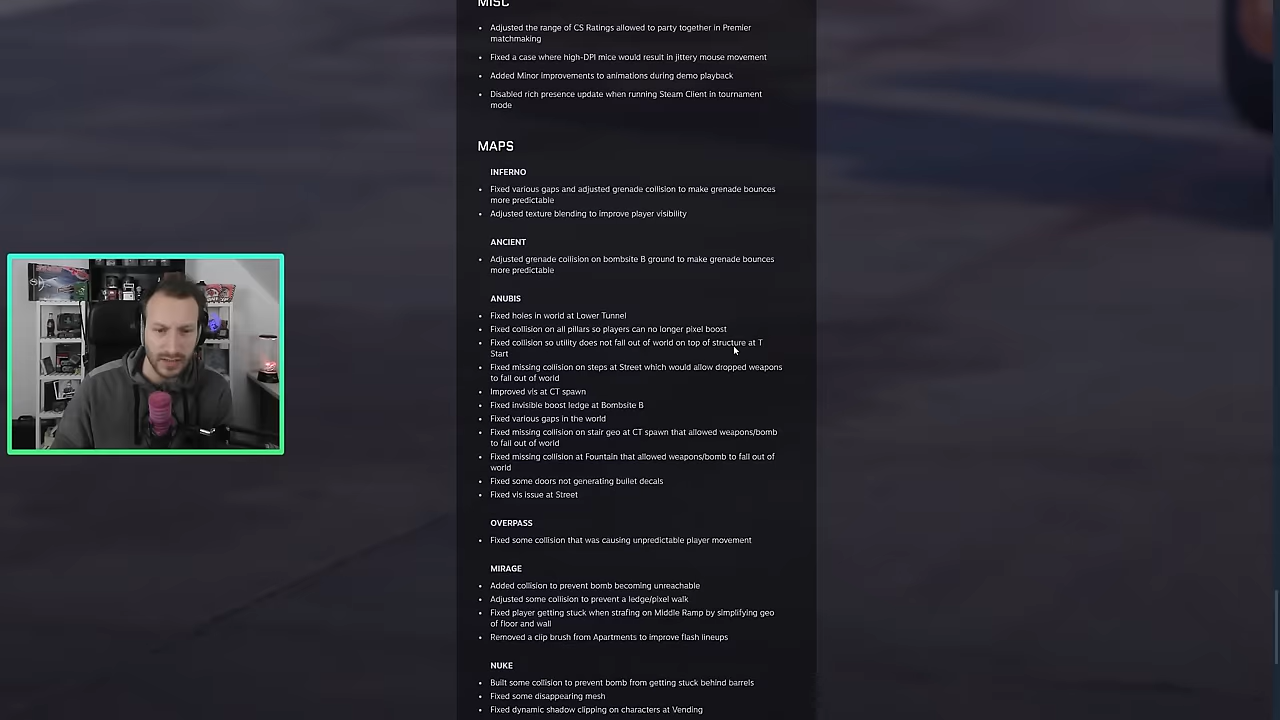 MISC
• Adjusted the range of CS Ratings allowed to party together in Premier
matchmaking
• Fixed a case where high-DPI mice would result in jittery mouse movement
• Added Minor improvements to animations during demo playback
• Disabled rich presence update when running Steam Client in tournament
mode
MAPS
INFERNO
• Fixed various gaps and adjusted grenade collision to make grenade bounces
more predictable
• Adjusted texture blending to improve player visibility
ANCIENT
• Adjusted grenade collision on bombsite B ground to make grenade bounces
more predictable
ANUBIS
• Fixed holes in world at Lower Tunnel
• Fixed collision on all pillars so players can no longer pixel boost
• Fixed collision so utility does not fall out of world on top of structure at T
Start
• Fixed missing collision on steps at Street which would allow dropped weapons
to fall out of world
• Improved vis at CT spawn
• Fixed invisible boost ledge at Bombsite B
• Fixed various gaps in the world
• Fixed missing collision on stair geo at CT spawn that allowed weapons/bomb
to fall out of world
• Fixed missing collision at Fountain that allowed weapons/bomb to fall out of
world
• Fixed some doors not generating bullet decals
• Fixed vis issue at Street
OVERPASS
• Fixed some collision that was causing unpredictable player movement
MIRAGE
• Added collision to prevent bomb becoming unreachable
• Adjusted some collision to prevent a ledge/pixel walk
• Fixed player getting stuck when strafing on Middle Ramp by simplifying geo
of floor and wall
• Removed a clip brush from Apartments to improve flash lineups
NUKE
• Built some collision to prevent bomb from getting stuck behind barrels
• Fixed some disappearing mesh
• Fixed dynamic shadow clipping on characters at Vending